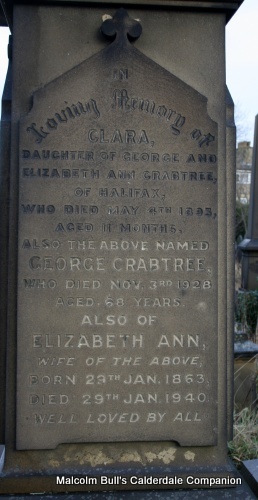 IN
Loving Memory of
CLARA,
DAUGHTER OF GEORGE AND
ELIZABETH ANN CRABTREE,
OF HALIFAX,
WHO DIED MAY 4TH 1893,
AGED 11 MONTHS.
ALSO THE ABOVE NAMED
GEORGE CRABTREE,
WHO DIED NOV. 3RD 1928
AGED 68 YEARS.
ALSO OF
ELIZABETH ANN,
WIFE OF THE ABOVE,
BORN 29TH JAN. 1863.
DIED 29TH JAN. 1940.
WELL LOVED BY ALL
Malcolm Bull's Calderdale Companion